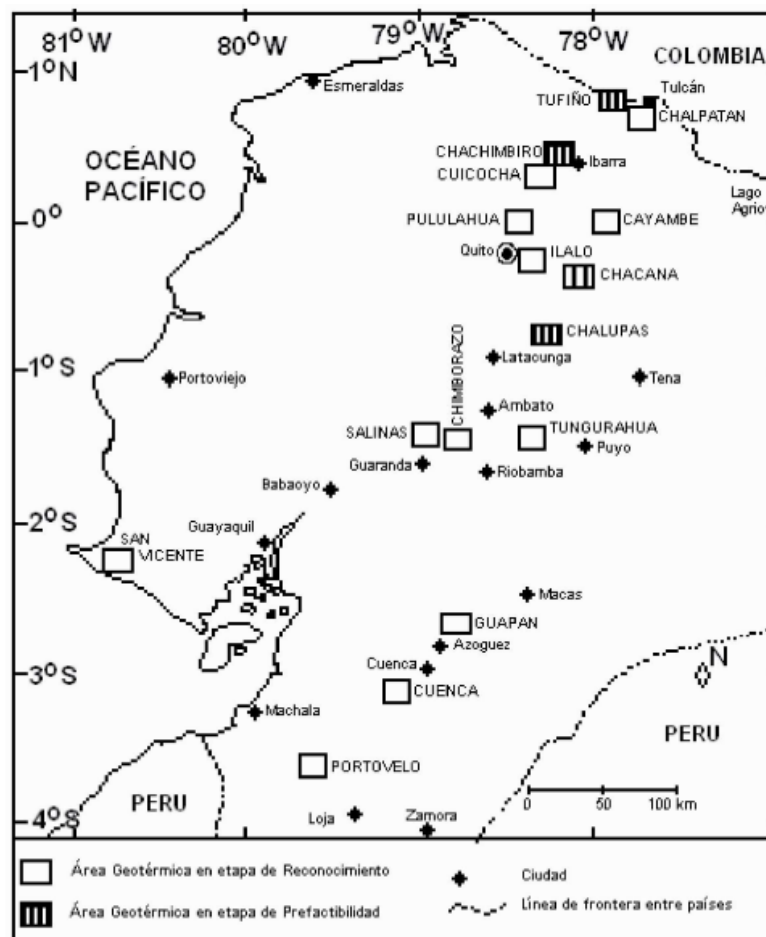 81°W
80°W
79°W
78°W
1°N
COLOMBIA
Esmeraldas
TUFIÑO
Tulcán
CHALPATAN
OCÉANO
PACÍFICO
CHACHIMBIRO
Ibarra
CUICOCHA
Lago
Agrio
0°
PULULAHUA
CAYAMBE
Quito
ILALO
CHACANA
CHALUPAS
CHIMBORAZO
1°S
Portoviejo
Lataounga
Tena
Ambato
SALINAS
TUNGURAHUA
Guaranda
Puyo
Riobamba
Babaoyo
2°S
Guayaquil
SAN
VICENTE
Macas
GUAPAN
Azoguez
Cuenca
N
3°S
CUENCA
Machala
PERU
PORTOVELO
PERU
0 50 100 km
4°S
Loja
Zamora
Área Geotérmica en etapa de Reconocimiento
Ciudad
Área Geotérmica en etapa de Prefactibilidad
Línea de frontera entre países